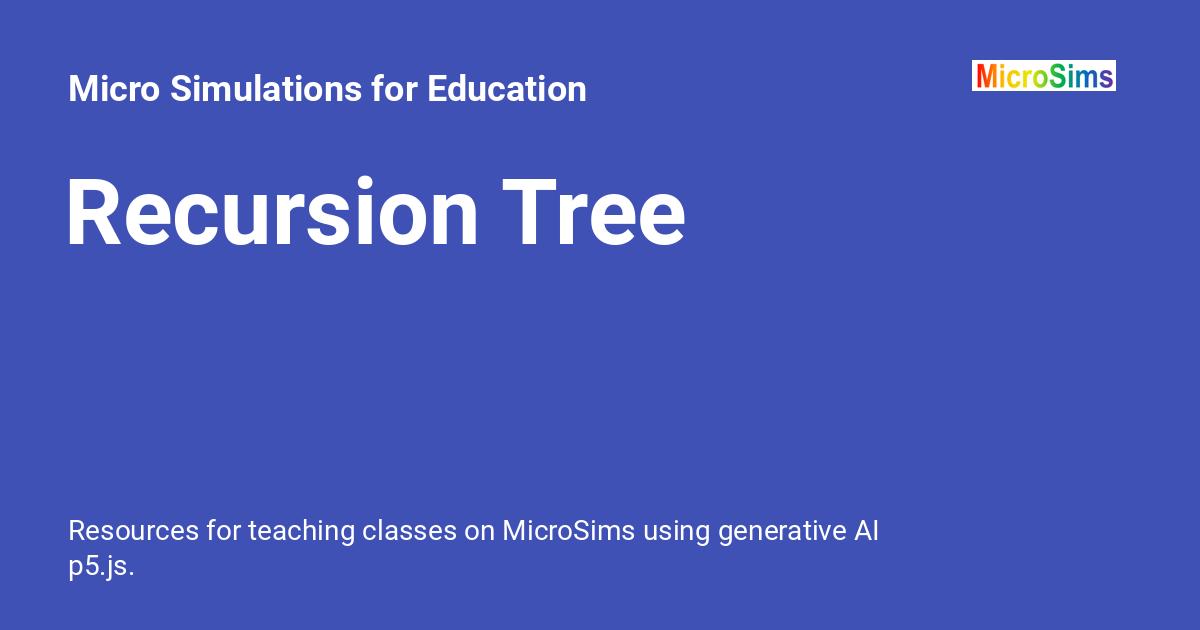 Micro Simulations for Education
MicroSims
Recursion Tree
Resources for teaching classes on MicroSims using generative AI
p5.js.